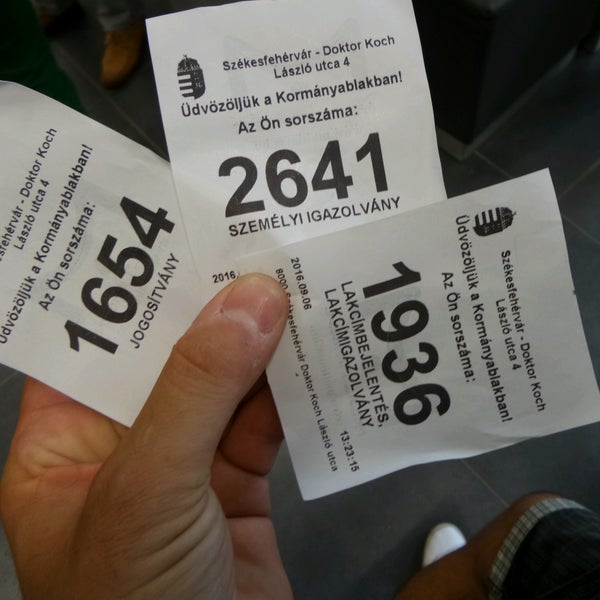 Székesfehérvár - Doktor Koch
László utca 4
Üdvözöljük a Kormányablakban!
Az Ön sorszáma:
2641
SZEMÉLYI IGAZOLVÁNY
2016.
László utca 4
Üdvözöljük a Kormányablakban!
Az Ön sorszáma:
1654
JOGOSÍTVÁNY
Székesfehérvár - Doktor Koch
László utca 4
Üdvözöljük a Kormányablakban!
Az Ön sorszáma:
1936
LAKCÍMBEJELENTÉS,
LAKCÍMIGAZOLVÁNY
2016.09.06 13:23:15
8000 Székesfehérvár Doktor Koch László utca